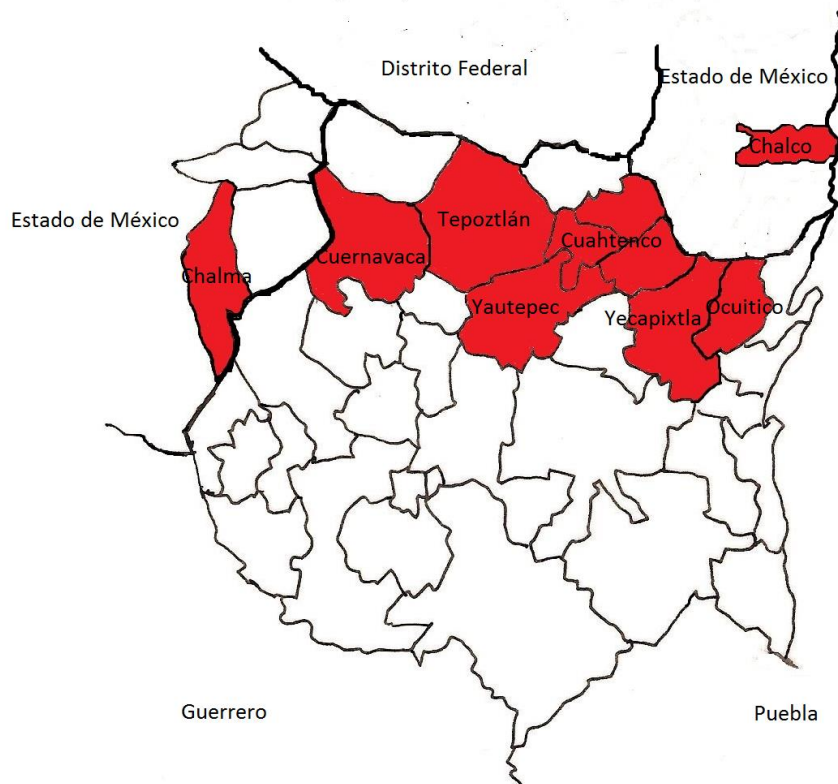 Distrito Federal
Estado de México
Chalco
Estado de México
Tepoztlán
Cuahtenco
Cuernavaca
Chalma
Yautepec
Yecapixtla
Ocuitico
Guerrero
Puebla